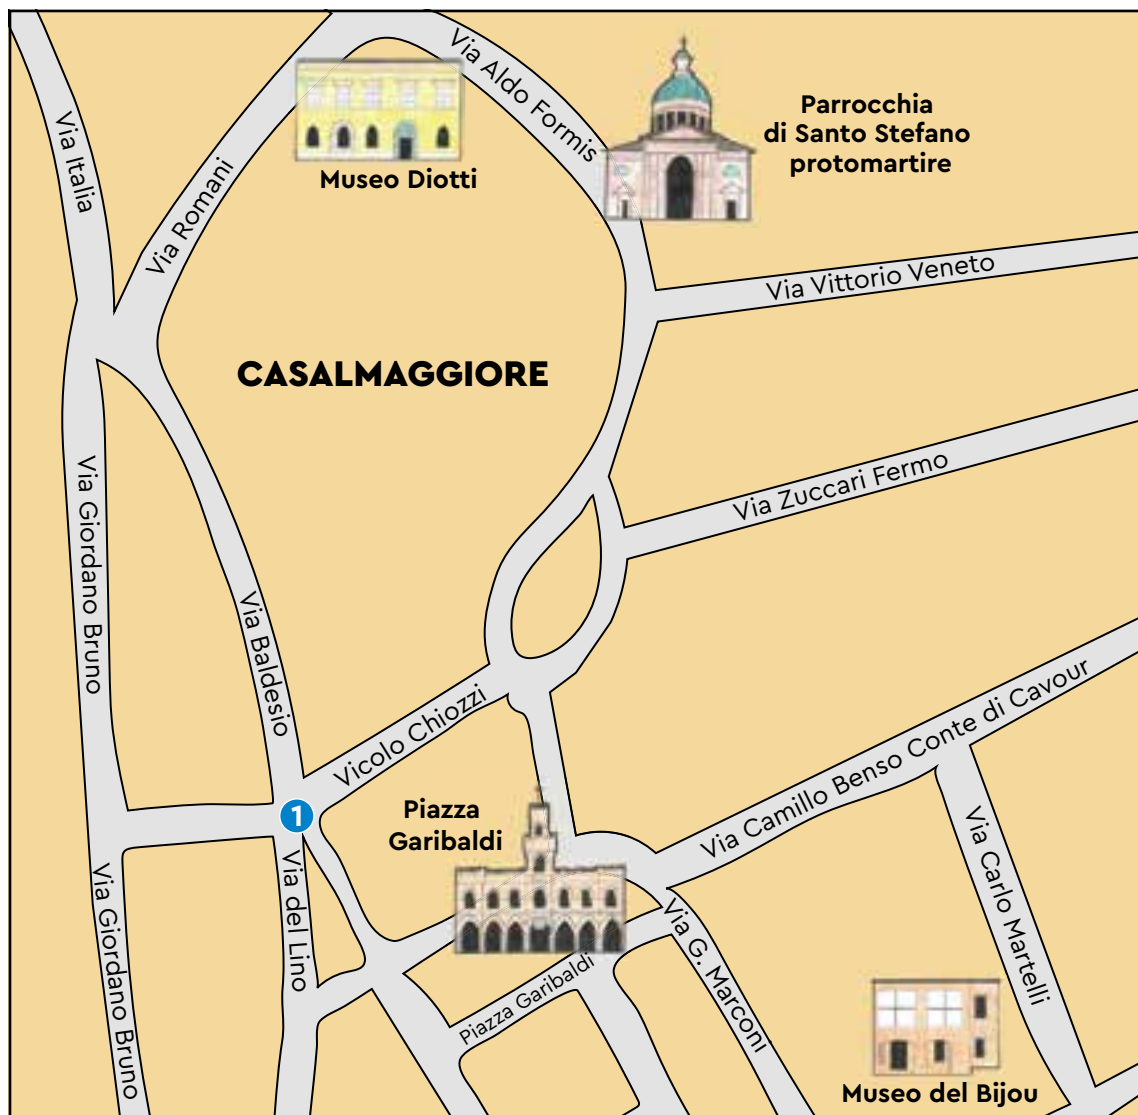 Via Italia
Via Romani
Museo Diotti
Via Aldo Formis
Parrocchia
di Santo Stefano
protomartire
Via Vittorio Veneto
CASALMAGGIORE
Via Zuccari Fermo
Via Giordano Bruno
Via Baldesio
Vicolo Chiozzi
Via Camillo Benso Conte di Cavour
1
Piazza
Garibaldi
Via Carlo Martelli
Via Giordano Bruno
Via del Lino
Piazza Garibaldi
Via G. Marconi
Museo del Bijou